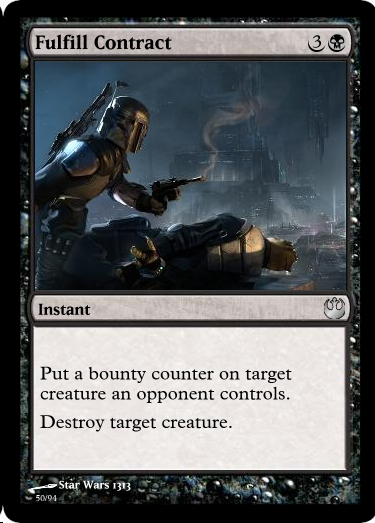 Fulfill Contract 3
Instant
Put a bounty counter on target
creature an opponent controls.
Destroy target creature.
Star Wars 1313
50/94